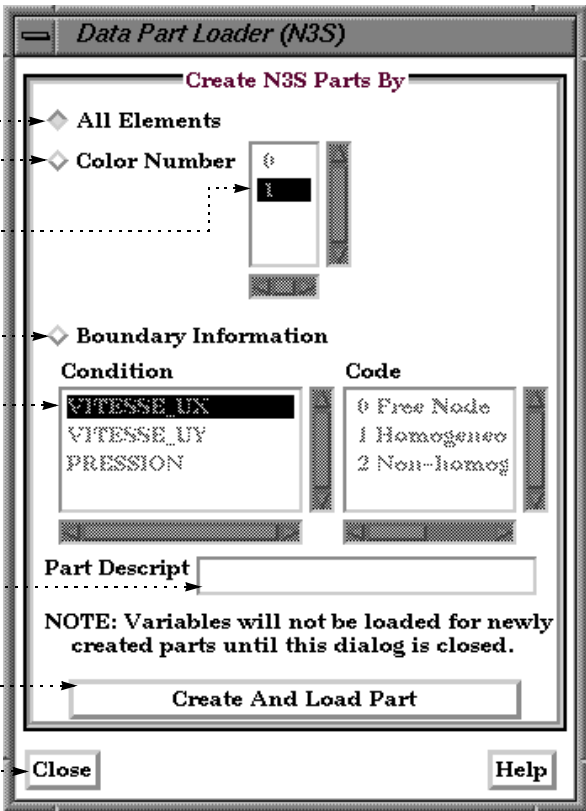 Data Part Loader (N3S)
Create N3S Parts By
All Elements
Color Number
0
1
Boundary Information
Condition
Code
VITESSE_UX
VITESSE_UY
PRESSION
0 Free Node
1 Homogeneo
2 Non-homog
Part Descript
NOTE: Variables will not be loaded for newly
created parts until this dialog is closed.
Create And Load Part
Close
Help